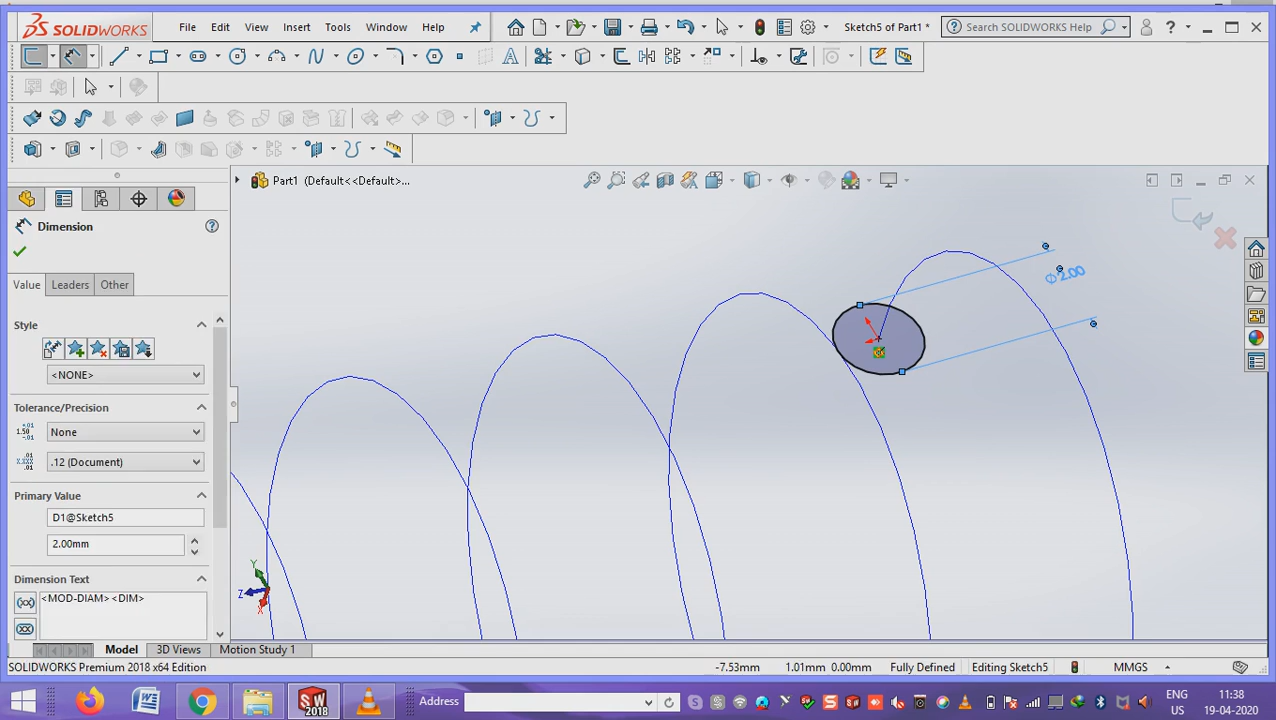 SOLIDWORKS File Edit View Insert Tools Window Help Sketch5 of Part1 * Search SOLIDWORKS Help
Part1 (Default<<Default>...
Dimension
Value Leaders Other
Style
<NONE>
Tolerance/Precision
None
.12 (Document)
Primary Value
D1@Sketch5
2.00mm
Dimension Text
<MOD-DIAM><DIM>
Ø2.00
Y
Z
X
Model 3D Views Motion Study 1
SOLIDWORKS Premium 2018 x64 Edition -7.53mm 1.01mm 0.00mm Fully Defined Editing Sketch5 MMGS
SW 2018 Address ENG US 11:38 19-04-2020